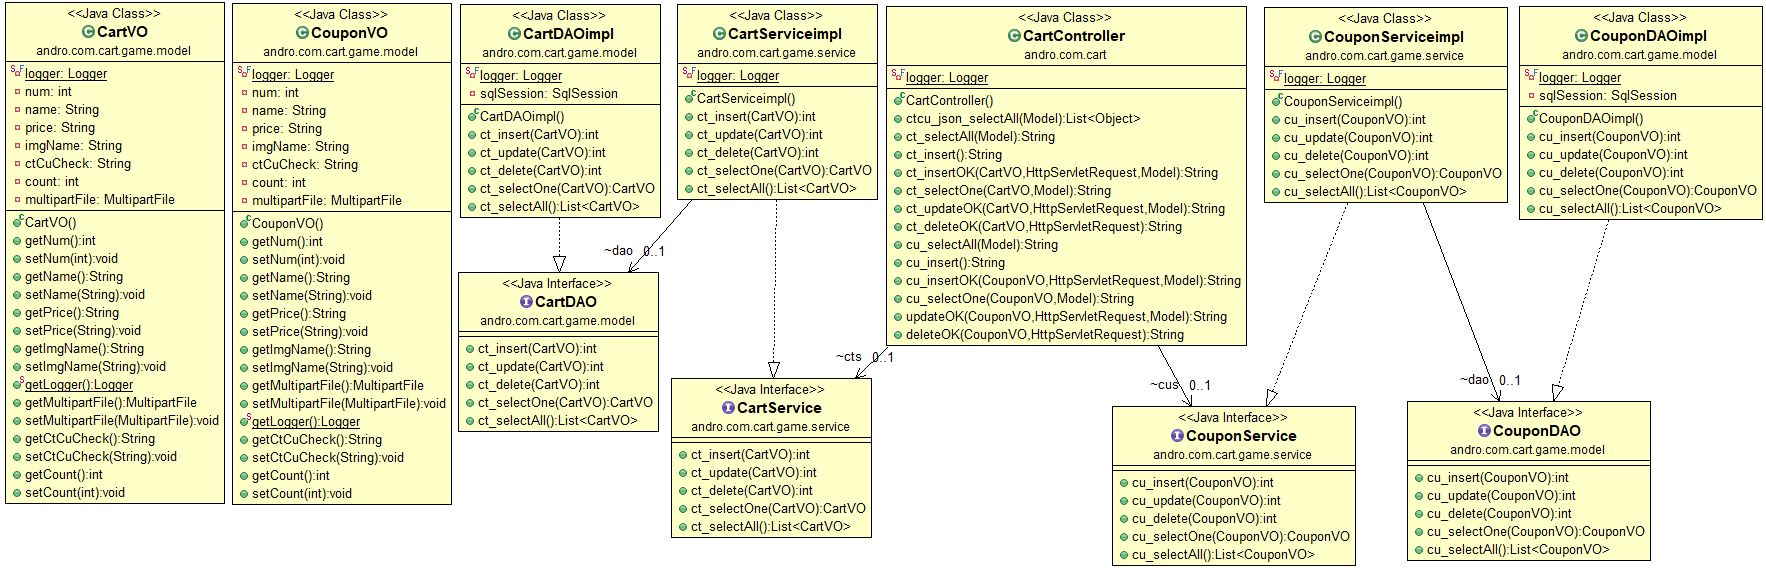 <<Java Class>>
CartVO
andro.com.cart.game.model
logger: Logger
num: int
name: String
price: String
imgName: String
ctCuCheck: String
count: int
multipartFile: MultipartFile
CartVO()
getNum():int
setNum(int):void
getName():String
setName(String):void
getPrice():String
setPrice(String):void
getImgName():String
setImgName(String):void
getLogger():Logger
getMultipartFile():MultipartFile
setMultipartFile(MultipartFile):void
getCtCuCheck():String
setCtCuCheck(String):void
getCount():int
setCount(int):void
<<Java Class>>
CouponVO
andro.com.cart.game.model
logger: Logger
num: int
name: String
price: String
imgName: String
ctCuCheck: String
count: int
multipartFile: MultipartFile
CouponVO()
getNum():int
setNum(int):void
getName():String
setName(String):void
getPrice():String
setPrice(String):void
getImgName():String
setImgName(String):void
getMultipartFile():MultipartFile
setMultipartFile(MultipartFile):void
getLogger():Logger
getCtCuCheck():String
setCtCuCheck(String):void
getCount():int
setCount(int):void
<<Java Class>>
CartDAOimpl
andro.com.cart.game.model
logger: Logger
sqlSession: SqlSession
CartDAOimpl()
ct_insert(CartVO):int
ct_update(CartVO):int
ct_delete(CartVO):int
ct_selectOne(CartVO):CartVO
ct_selectAll():List<CartVO>
<<Java Class>>
CartServiceimpl
andro.com.cart.game.service
logger: Logger
CartServiceimpl()
ct_insert(CartVO):int
ct_update(CartVO):int
ct_delete(CartVO):int
ct_selectOne(CartVO):CartVO
ct_selectAll():List<CartVO>
~dao 0..1
<<Java Interface>>
CartDAO
andro.com.cart.game.model
ct_insert(CartVO):int
ct_update(CartVO):int
ct_delete(CartVO):int
ct_selectOne(CartVO):CartVO
ct_selectAll():List<CartVO>
<<Java Class>>
CartController
andro.com.cart
logger: Logger
CartController()
ctcu_json_selectAll(Model):List<Object>
ct_selectAll(Model):String
ct_insert():String
ct_insertOK(CartVO,HttpServletRequest,Model):String
ct_selectOne(CartVO,Model):String
ct_updateOK(CartVO,HttpServletRequest,Model):String
ct_deleteOK(CartVO,HttpServletRequest):String
cu_selectAll(Model):String
cu_insert():String
cu_insertOK(CouponVO,HttpServletRequest,Model):String
cu_selectOne(CouponVO,Model):String
updateOK(CouponVO,HttpServletRequest,Model):String
deleteOK(CouponVO,HttpServletRequest):String
~cts 0..1
<<Java Interface>>
CartService
andro.com.cart.game.service
ct_insert(CartVO):int
ct_update(CartVO):int
ct_delete(CartVO):int
ct_selectOne(CartVO):CartVO
ct_selectAll():List<CartVO>
~cus 0..1
<<Java Class>>
CouponServiceimpl
andro.com.cart.game.service
logger: Logger
CouponServiceimpl()
cu_insert(CouponVO):int
cu_update(CouponVO):int
cu_delete(CouponVO):int
cu_selectOne(CouponVO):CouponVO
cu_selectAll():List<CouponVO>
<<Java Class>>
CouponDAOimpl
andro.com.cart.game.model
logger: Logger
sqlSession: SqlSession
CouponDAOimpl()
cu_insert(CouponVO):int
cu_update(CouponVO):int
cu_delete(CouponVO):int
cu_selectOne(CouponVO):CouponVO
cu_selectAll():List<CouponVO>
~dao 0..1
<<Java Interface>>
CouponService
andro.com.cart.game.service
cu_insert(CouponVO):int
cu_update(CouponVO):int
cu_delete(CouponVO):int
cu_selectOne(CouponVO):CouponVO
cu_selectAll():List<CouponVO>
<<Java Interface>>
CouponDAO
andro.com.cart.game.model
cu_insert(CouponVO):int
cu_update(CouponVO):int
cu_delete(CouponVO):int
cu_selectOne(CouponVO):CouponVO
cu_selectAll():List<CouponVO>